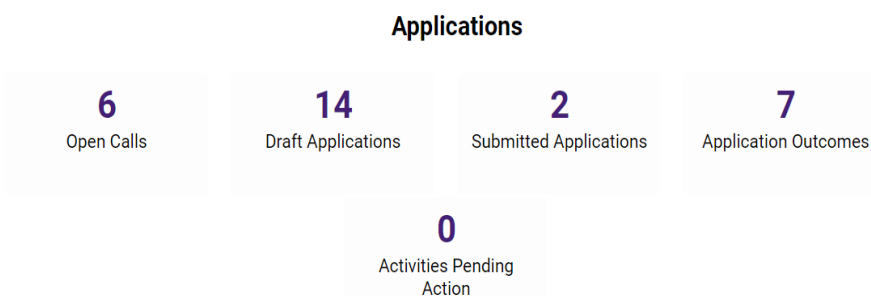 Applications
6
14
2
7
Open Calls
Draft Applications
Submitted Applications
Application Outcomes
0
Activities Pending
Action